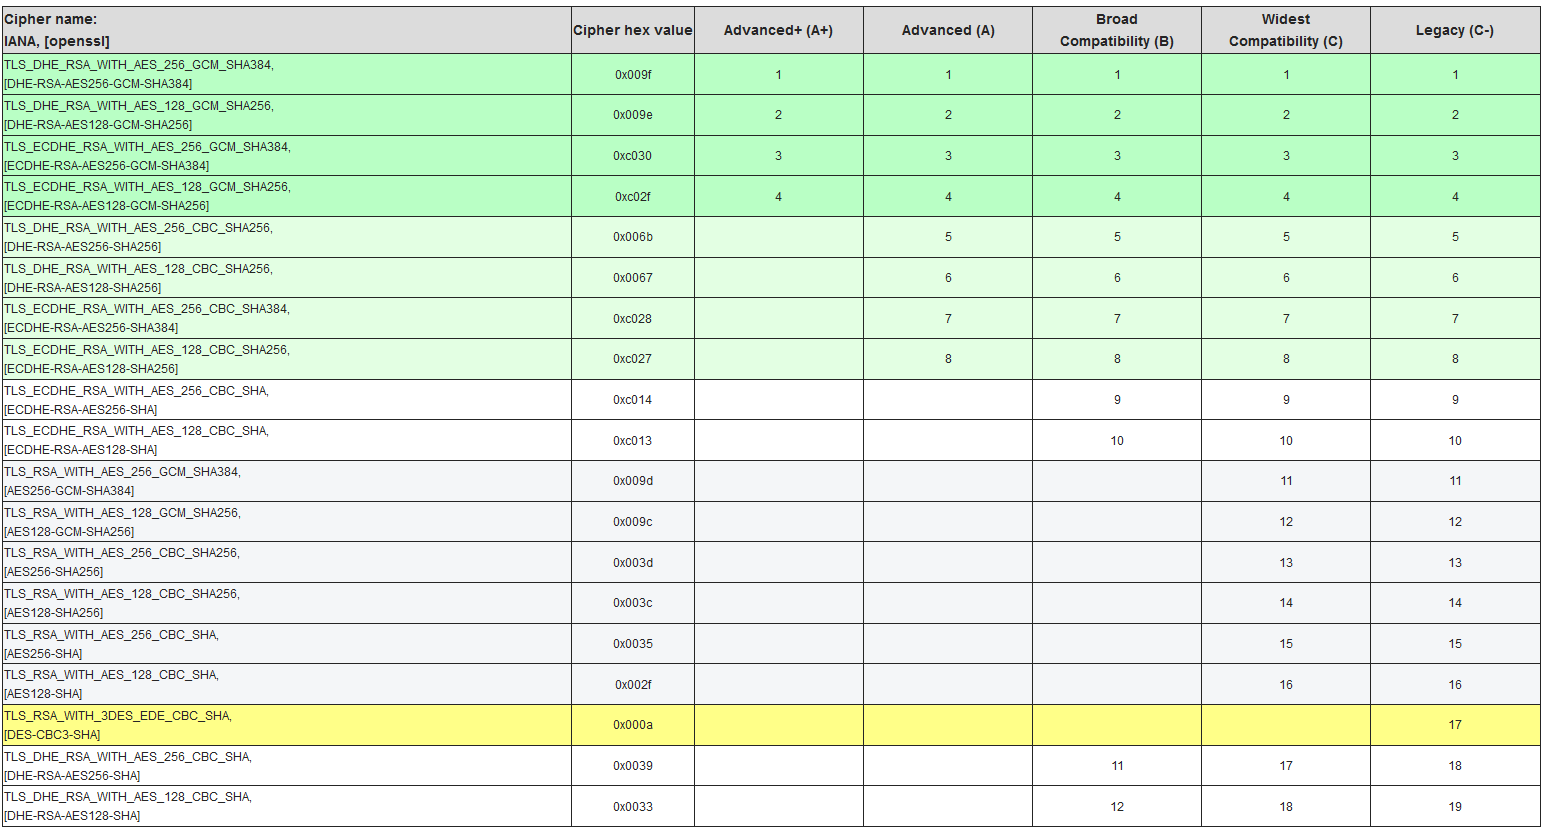 Cipher name:
IANA, [openssl]
Cipher hex value
Advanced+ (A+)
Advanced (A)
Broad
Compatibility (B)
Widest
Compatibility (C)
Legacy (C-)
TLS_DHE_RSA_WITH_AES_256_GCM_SHA384,
[DHE-RSA-AES256-GCM-SHA384]
0x009f 1 1 1 1 1
TLS_DHE_RSA_WITH_AES_128_GCM_SHA256,
[DHE-RSA-AES128-GCM-SHA256]
0x009e 2 2 2 2 2
TLS_ECDHE_RSA_WITH_AES_256_GCM_SHA384,
[ECDHE-RSA-AES256-GCM-SHA384]
0xc030 3 3 3 3 3
TLS_ECDHE_RSA_WITH_AES_128_GCM_SHA256,
[ECDHE-RSA-AES128-GCM-SHA256]
0xc02f 4 4 4 4 4
TLS_DHE_RSA_WITH_AES_256_CBC_SHA256,
[DHE-RSA-AES256-SHA256]
0x006b 5 5 5 5
TLS_DHE_RSA_WITH_AES_128_CBC_SHA256,
[DHE-RSA-AES128-SHA256]
0x0067 6 6 6 6
TLS_ECDHE_RSA_WITH_AES_256_CBC_SHA384,
[ECDHE-RSA-AES256-SHA384]
0xc028 7 7 7 7
TLS_ECDHE_RSA_WITH_AES_128_CBC_SHA256,
[ECDHE-RSA-AES128-SHA256]
0xc027 8 8 8 8
TLS_ECDHE_RSA_WITH_AES_256_CBC_SHA,
[ECDHE-RSA-AES256-SHA]
0xc014 9 9 9
TLS_ECDHE_RSA_WITH_AES_128_CBC_SHA,
[ECDHE-RSA-AES128-SHA]
0xc013 10 10 10
TLS_RSA_WITH_AES_256_GCM_SHA384,
[AES256-GCM-SHA384]
0x009d 11 11
TLS_RSA_WITH_AES_128_GCM_SHA256,
[AES128-GCM-SHA256]
0x009c 12 12
TLS_RSA_WITH_AES_256_CBC_SHA256,
[AES256-SHA256]
0x003d 13 13
TLS_RSA_WITH_AES_128_CBC_SHA256,
[AES128-SHA256]
0x003c 14 14
TLS_RSA_WITH_AES_256_CBC_SHA,
[AES256-SHA]
0x0035 15 15
TLS_RSA_WITH_AES_128_CBC_SHA,
[AES128-SHA]
0x002f 16 16
TLS_RSA_WITH_3DES_EDE_CBC_SHA,
[DES-CBC3-SHA]
0x000a 17
TLS_DHE_RSA_WITH_AES_256_CBC_SHA,
[DHE-RSA-AES256-SHA]
0x0039 11 17 18
TLS_DHE_RSA_WITH_AES_128_CBC_SHA,
[DHE-RSA-AES128-SHA]
0x0033 12 18 19